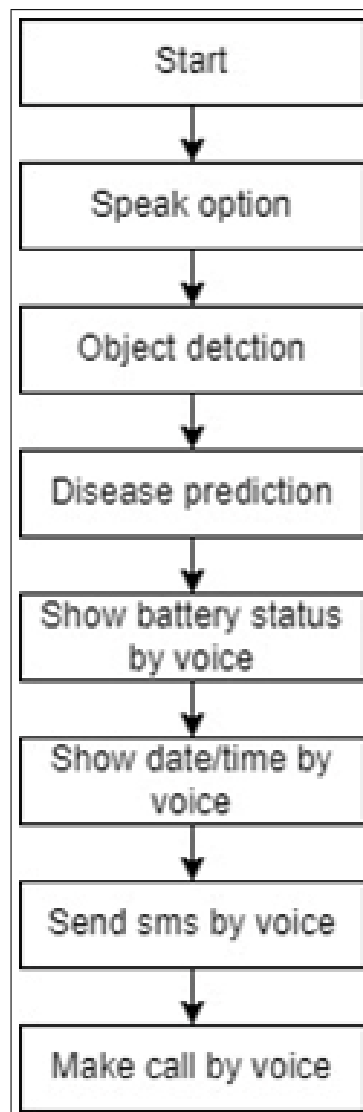 Start
Speak option
Object detction
Disease prediction
Show battery status
by voice
Show date/time by
voice
Send sms by voice
Make call by voice